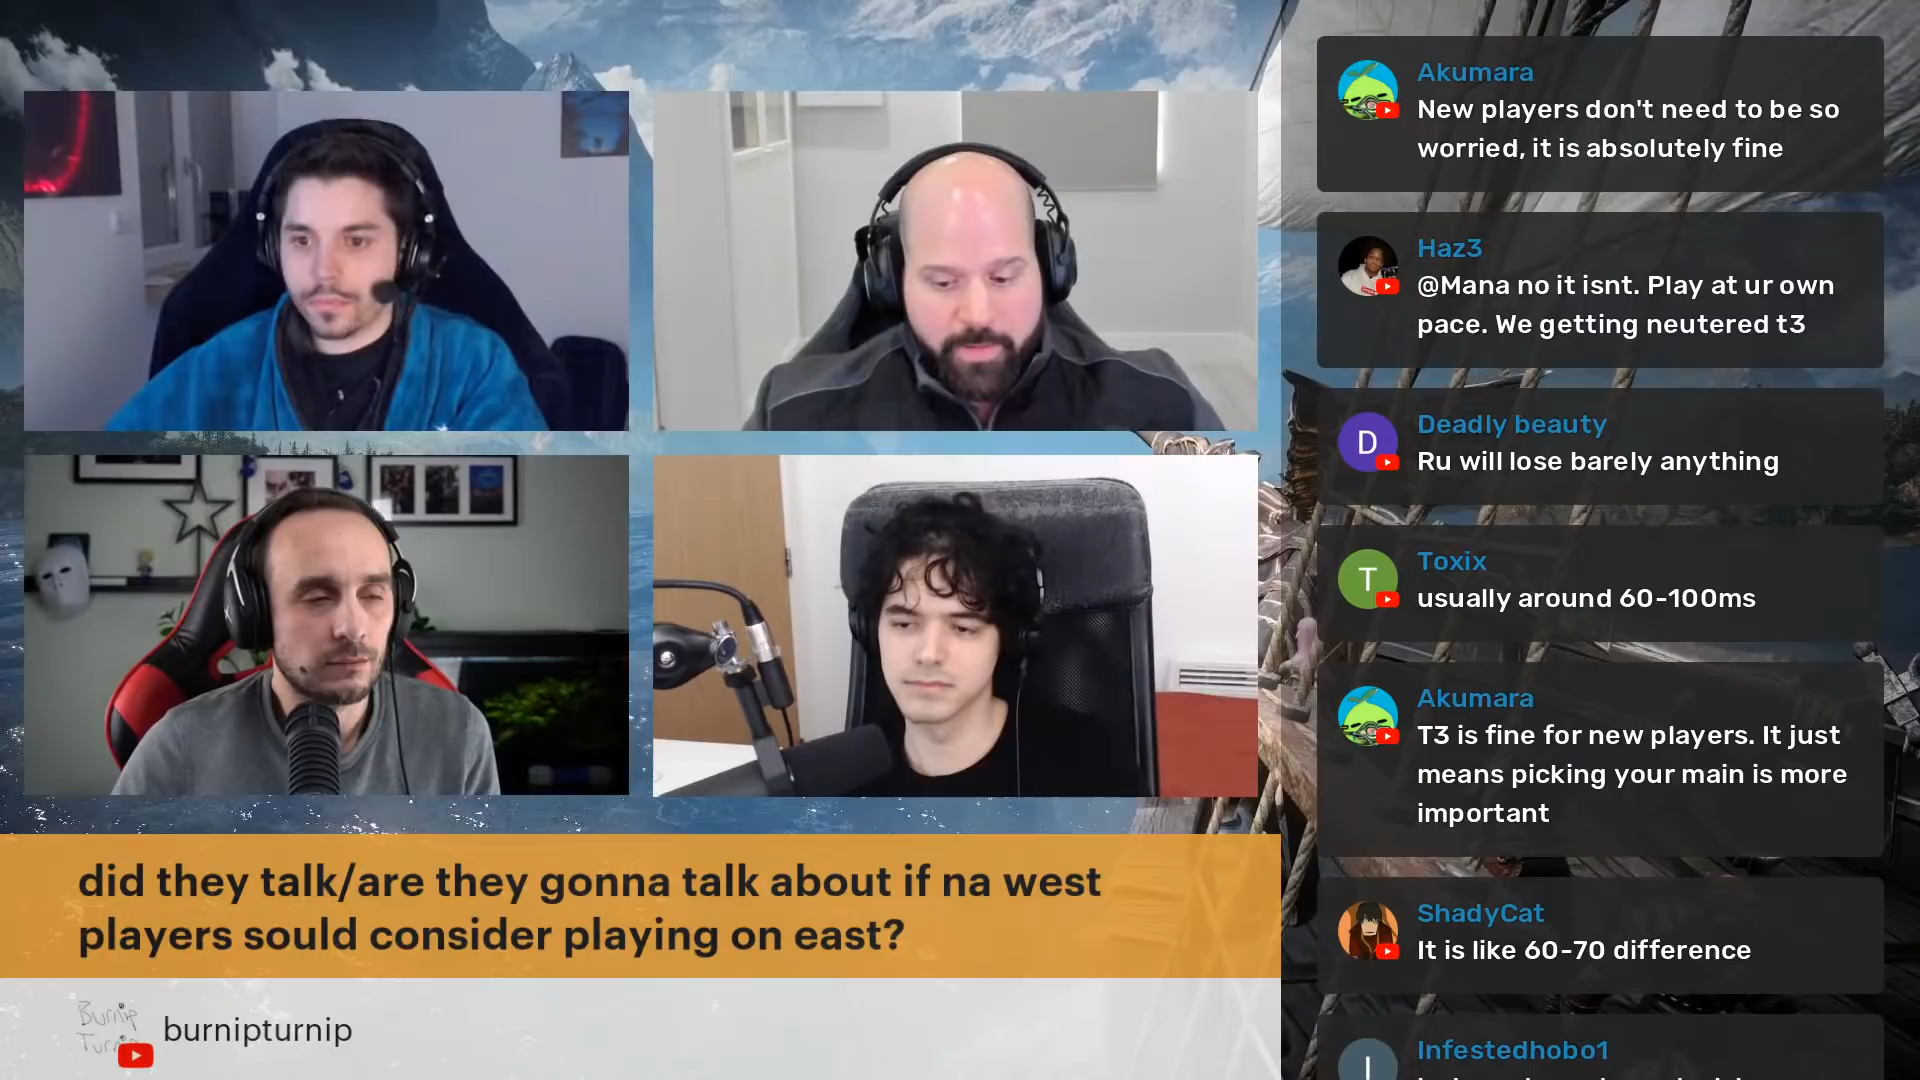 Akumara
New players don't need to be so
worried, it is absolutely fine
Haz3
@Mana no it isnt. Play at ur own
pace. We getting neutered t3
D
Deadly beauty
Ru will lose barely anything
T
Toxix
usually around 60-100ms
Akumara
T3 is fine for new players. It just
means picking your main is more
important
ShadyCat
It is like 60-70 difference
I
Infestedhobo1
did they talk/are they gonna talk about if na west
players sould consider playing on east?
Burnip
Turnip
burnipturnip